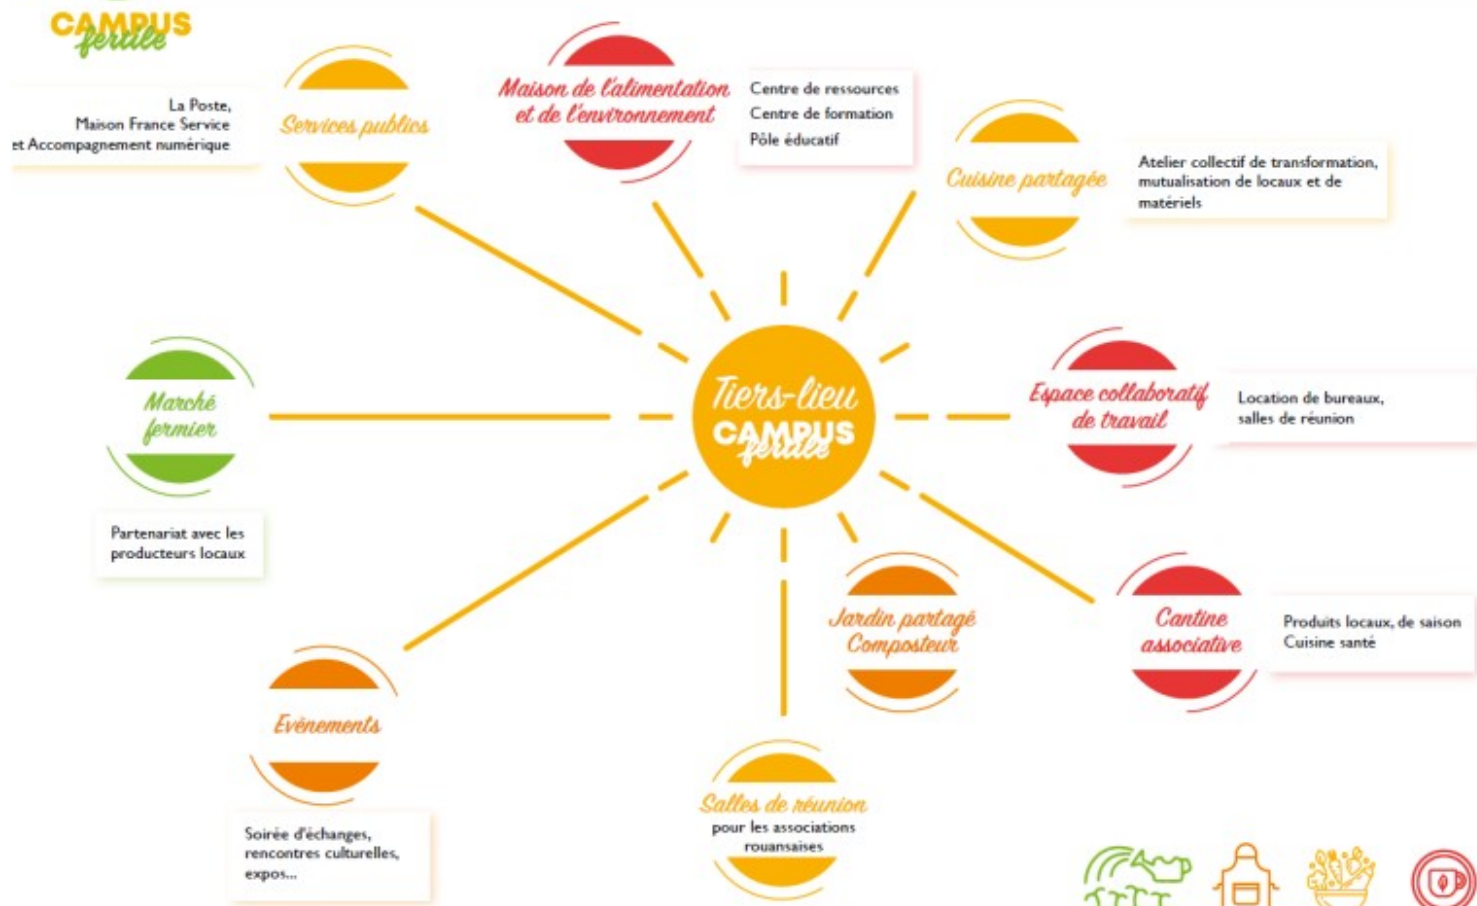 CAMPUS
fertile
La Poste,
Maison France Service
et Accompagnement numérique
Services publics
Maison de l'alimentation
et de l'environnement
Centre de ressources
Centre de formation
Pôle éducatif
Cuisine partagée
Atelier collectif de transformation,
mutualisation de locaux et de
matériels
Marché
fermier
Partenariat avec les
producteurs locaux
Tiers-lieu
CAMPUS
fertile
Espace collaboratif
de travail
Location de bureaux,
salles de réunion
Jardin partagé
Composteur
Cantine
associative
Produits locaux, de saison
Cuisine santé
Evénements
Soirée d'échanges,
rencontres culturelles,
expos...
Salles de réunion
pour les associations
rouansaises